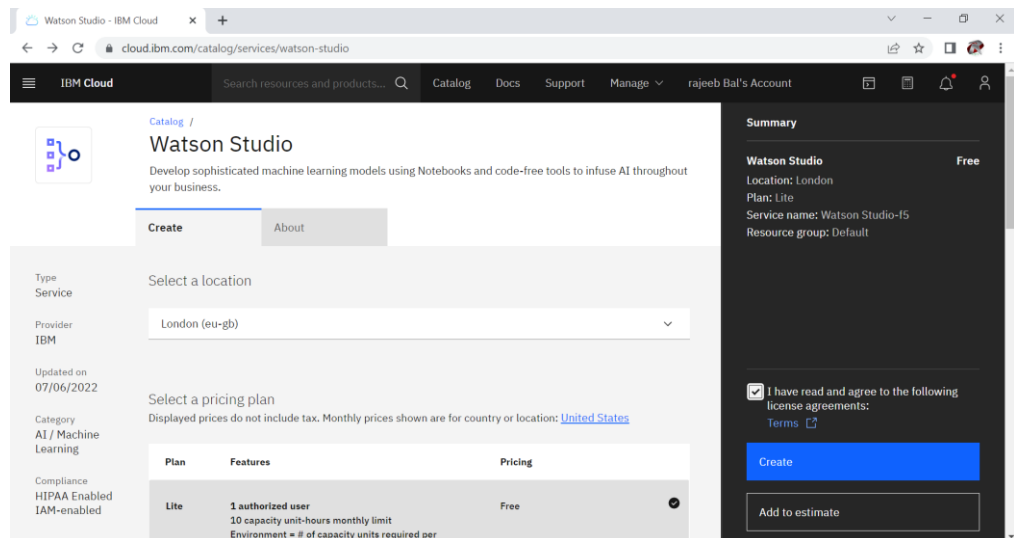 Watson Studio - IBM Cloud
cloud.ibm.com/catalog/services/watson-studio
IBM Cloud
Search resources and products...
Catalog
Docs
Support
Manage
rajeeb Bal's Account
Catalog /
Watson Studio
Develop sophisticated machine learning models using Notebooks and code-free tools to infuse AI throughout
your business.
Create
About
Type
Service
Provider
IBM
Updated on
07/06/2022
Category
AI / Machine
Learning
Compliance
HIPAA Enabled
IAM-enabled
Select a location
London (eu-gb)
Select a pricing plan
Displayed prices do not include tax. Monthly prices shown are for country or location: United States
Plan Features Pricing
Lite 1 authorized user Free
10 capacity unit-hours monthly limit
Environment = # of capacity units required per
Summary
Watson Studio Free
Location: London
Plan: Lite
Service name: Watson Studio-f5
Resource group: Default
I have read and agree to the following
license agreements:
Terms
Create
Add to estimate